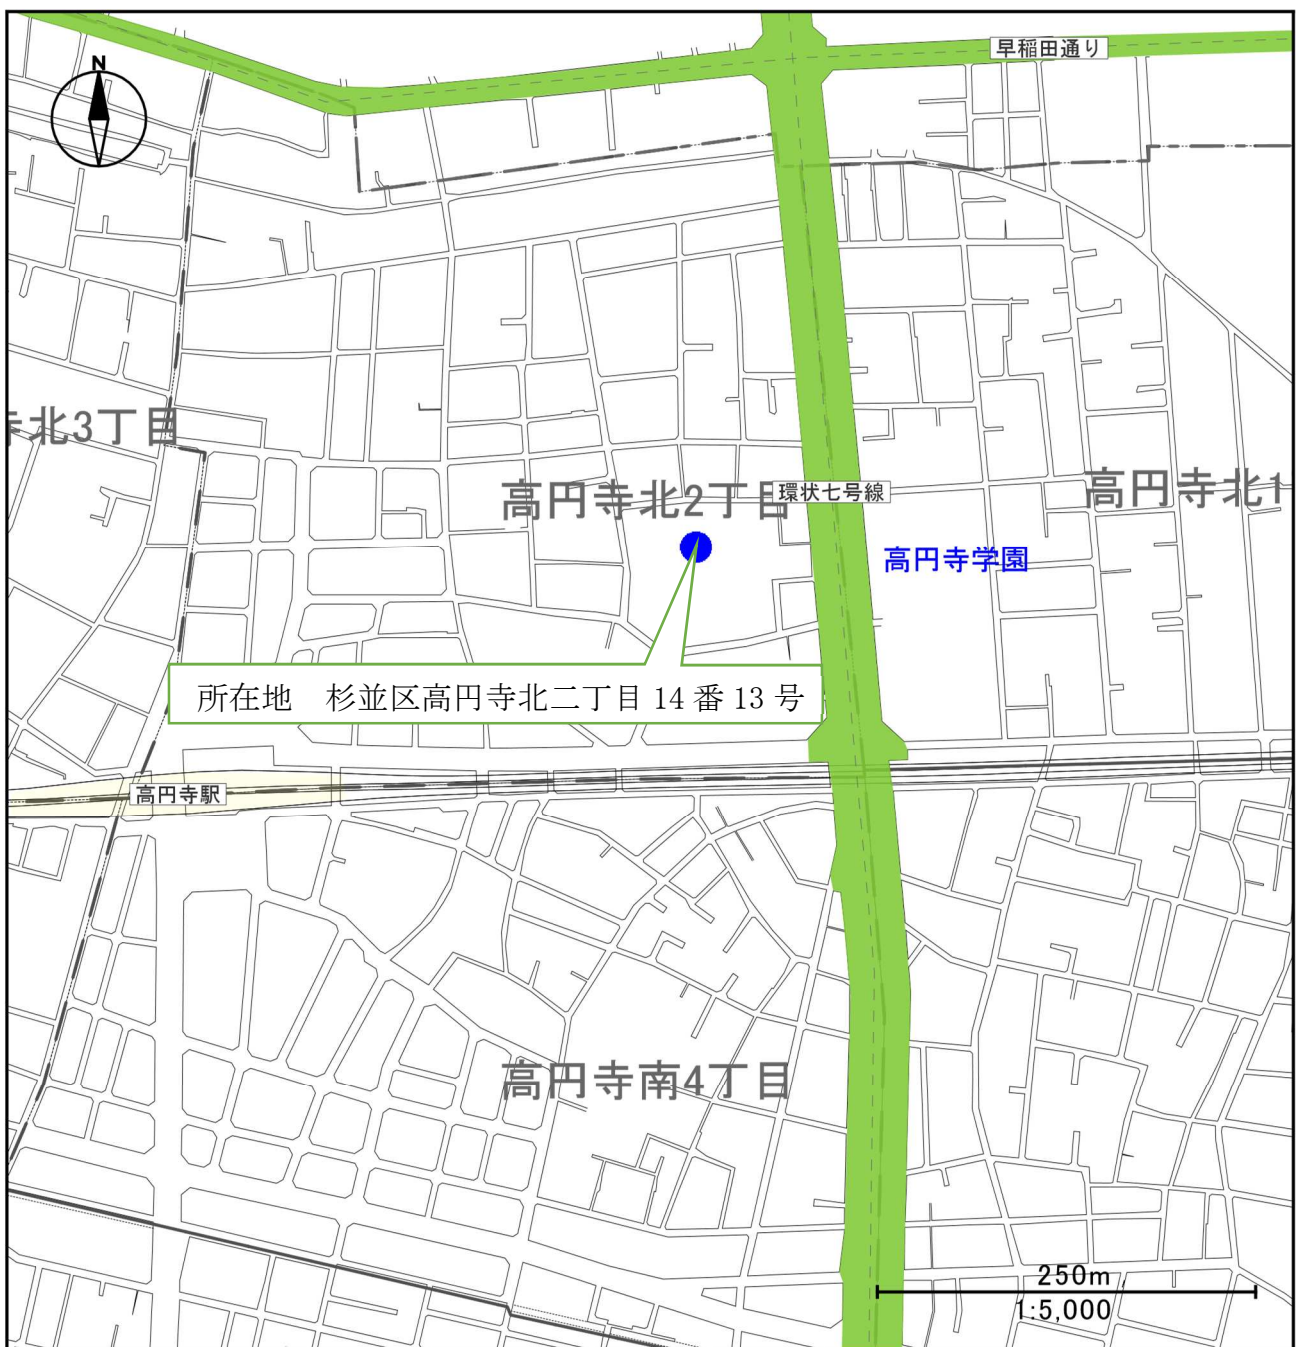 早稲田通り
N
寺北3丁目
高円寺北2丁目
環状七号線
高円寺北1
高円寺学園
所在地　杉並区高円寺北二丁目 14 番 13 号
高円寺駅
高円寺南4丁目
250m
1:5,000